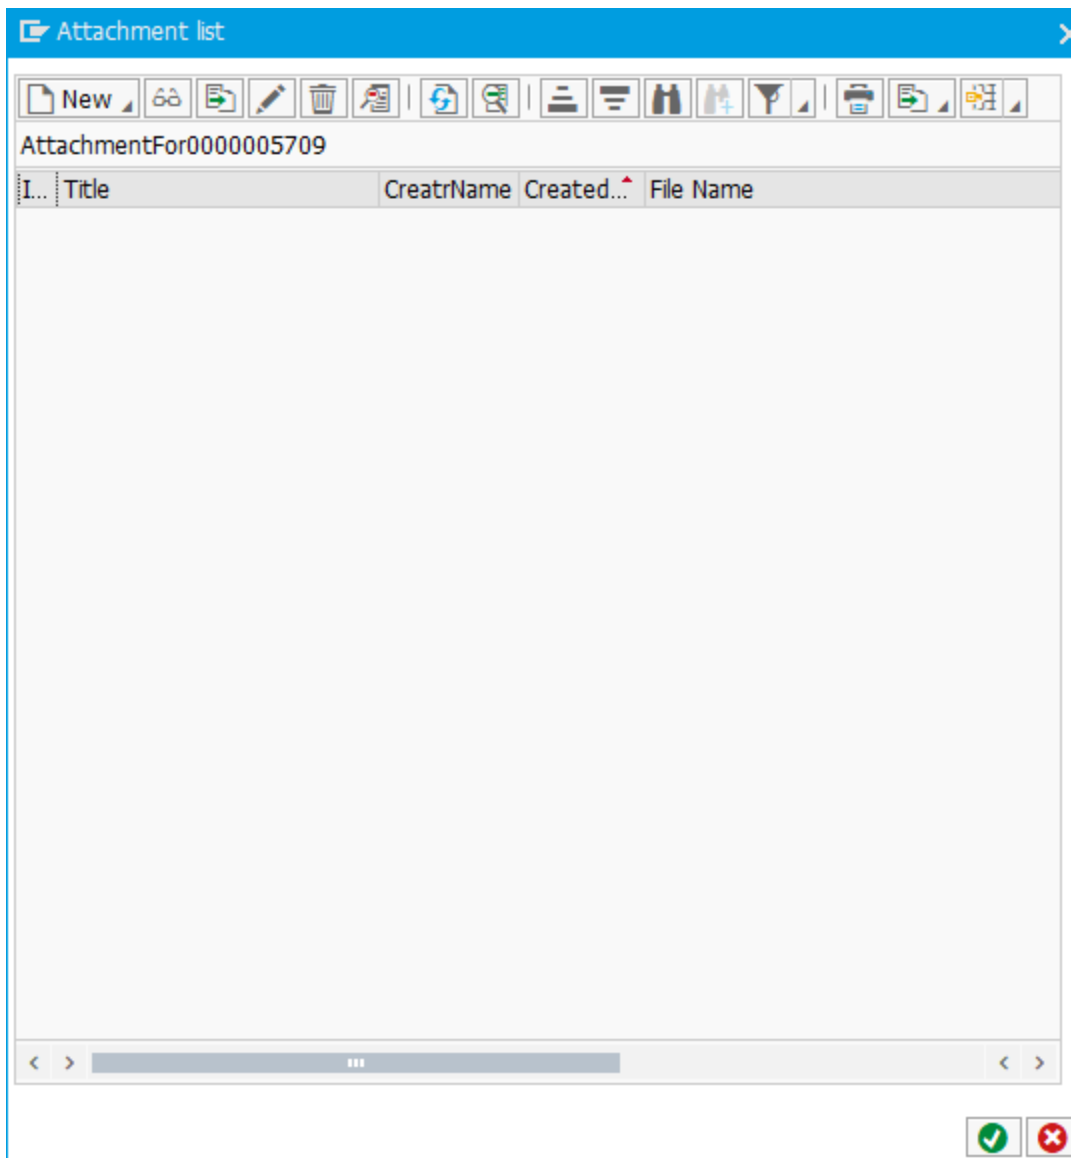 Attachment list
New
AttachmentFor0000005709
I... Title CreatrName Created... File Name